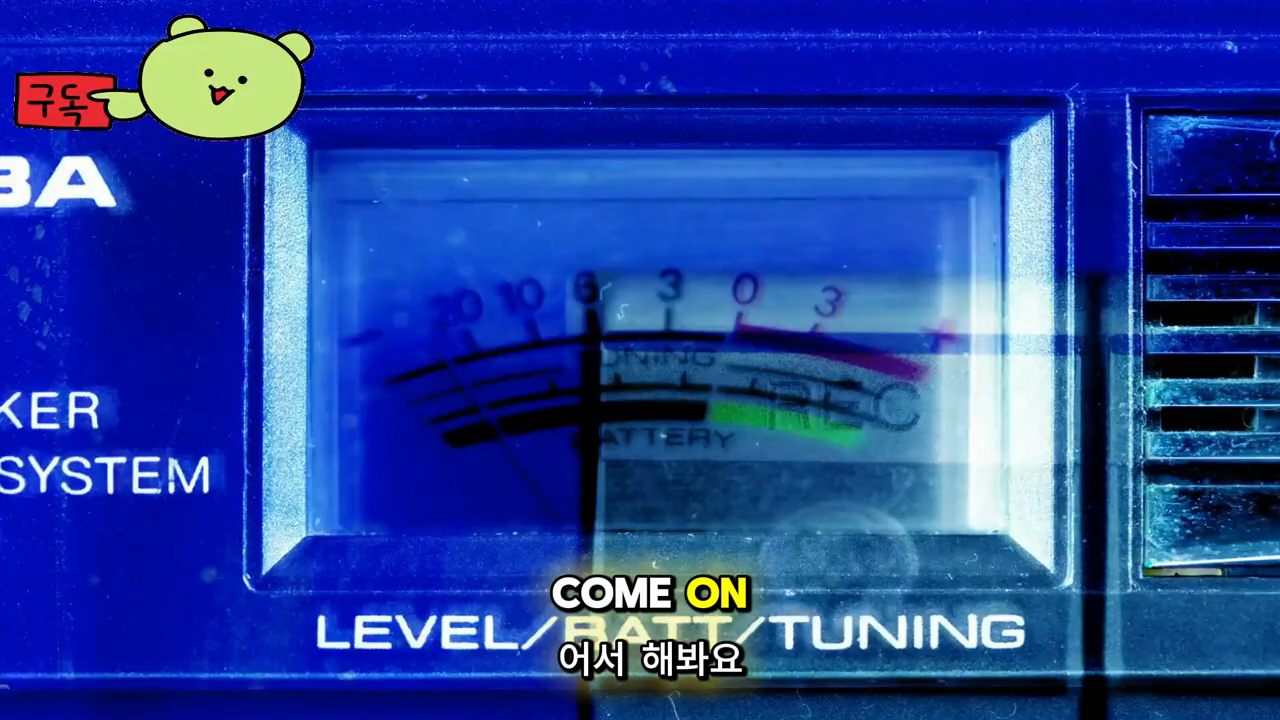 구독
BA
20 10 6 3 0 3
- +
TUNING
REC
BATTERY
KER
SYSTEM
COME ON
LEVEL/BATT/TUNING
어서 해봐요